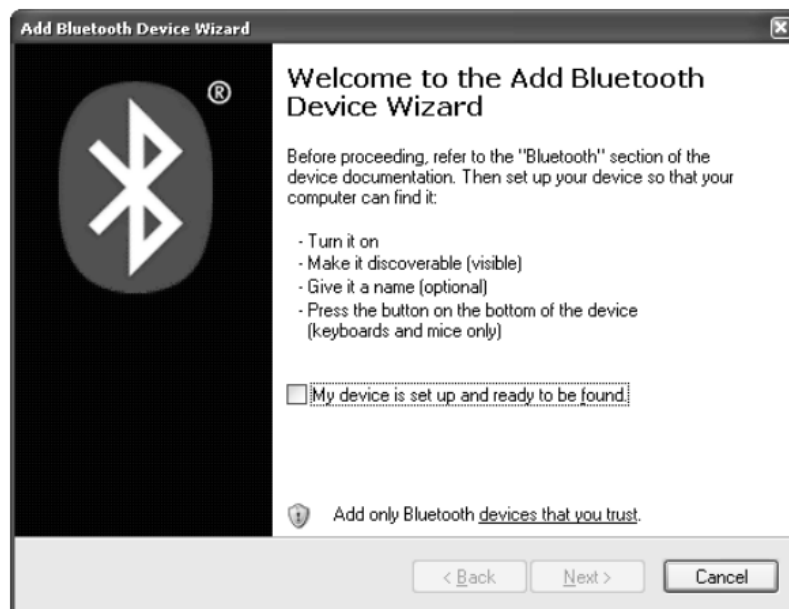 Add Bluetooth Device Wizard
®
Welcome to the Add Bluetooth
Device Wizard
Before proceeding, refer to the "Bluetooth" section of the
device documentation. Then set up your device so that your
computer can find it:
- Turn it on
- Make it discoverable (visible)
- Give it a name (optional)
- Press the button on the bottom of the device
(keyboards and mice only)
My device is set up and ready to be found.
Add only Bluetooth devices that you trust.
< Back Next > Cancel